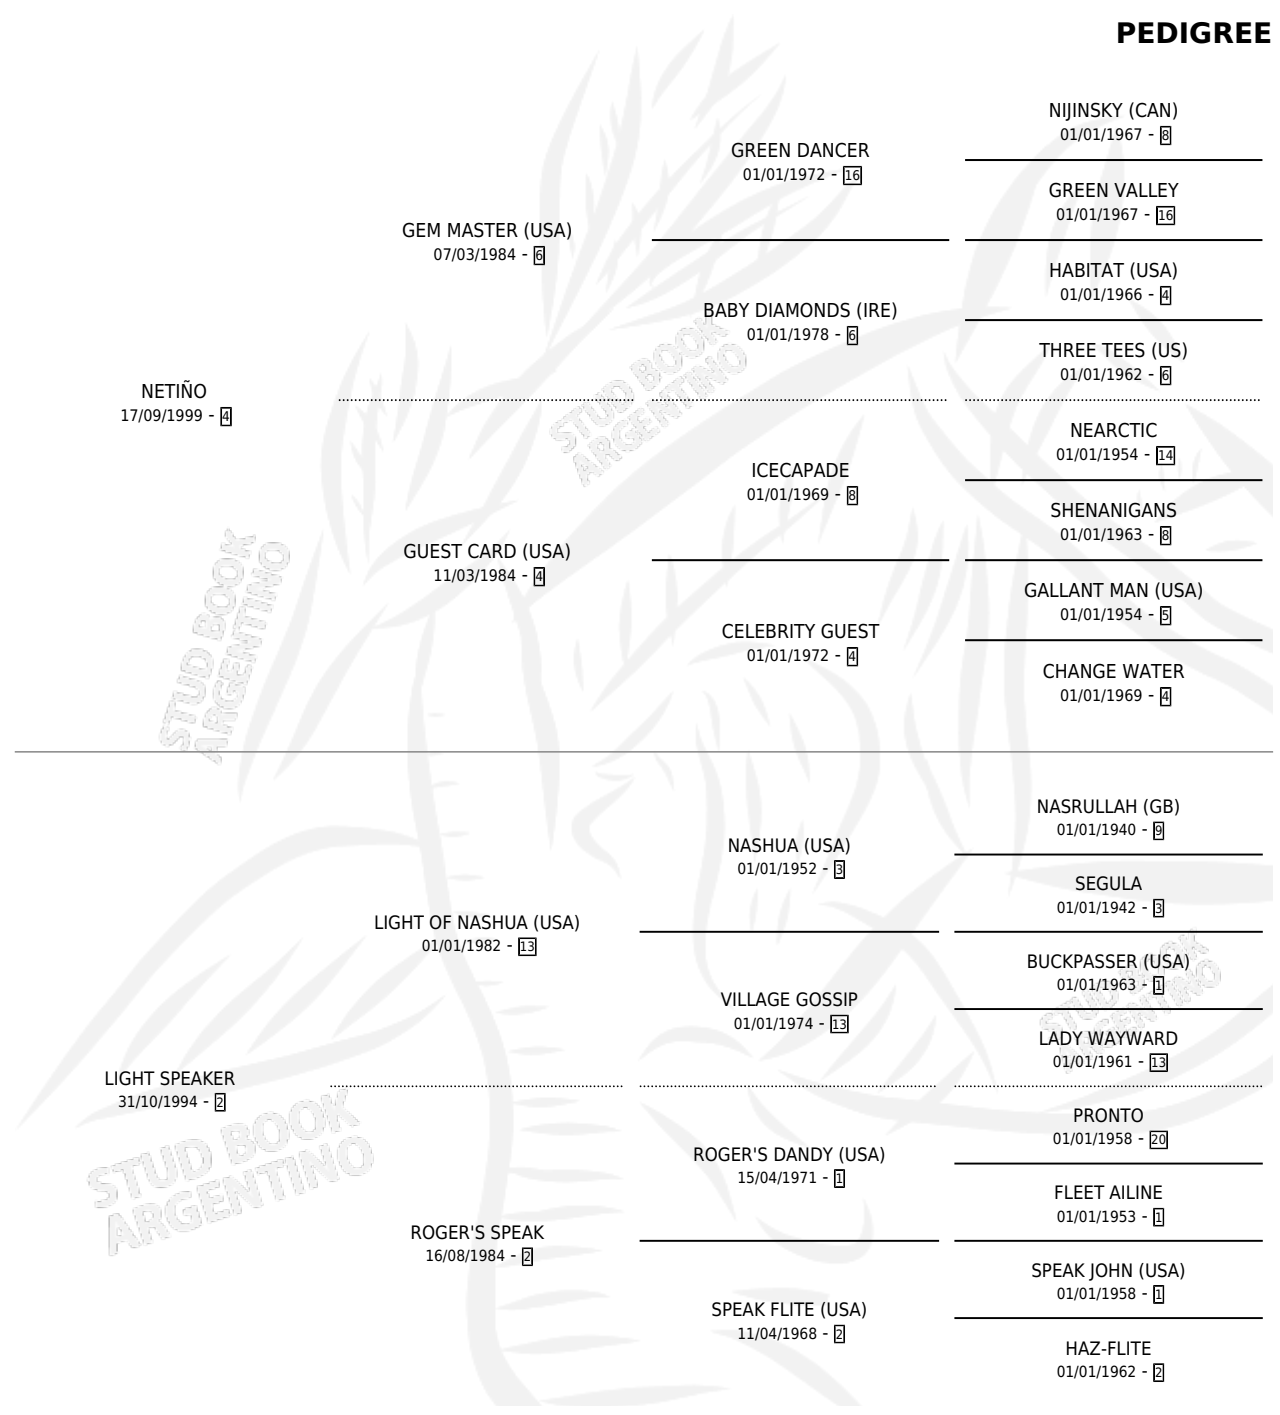 PEDIGREE
NIJINSKY (CAN)
01/01/1967 - 8
GREEN DANCER
01/01/1972 - 16
GREEN VALLEY
01/01/1967 - 16
GEM MASTER (USA)
07/03/1984 - 6
HABITAT (USA)
01/01/1966 - 4
BABY DIAMONDS (IRE)
01/01/1978 - 6
THREE TEES (US)
01/01/1962 - 6
NETIÑO
17/09/1999 - 4
NEARCTIC
01/01/1954 - 14
ICECAPADE
01/01/1969 - 8
SHENANIGANS
01/01/1963 - 8
GUEST CARD (USA)
11/03/1984 - 4
GALLANT MAN (USA)
01/01/1954 - 5
CELEBRITY GUEST
01/01/1972 - 4
CHANGE WATER
01/01/1969 - 4
NASRULLAH (GB)
01/01/1940 - 9
NASHUA (USA)
01/01/1952 - 3
SEGULA
01/01/1942 - 3
LIGHT OF NASHUA (USA)
01/01/1982 - 13
BUCKPASSER (USA)
01/01/1963 - 1
VILLAGE GOSSIP
01/01/1974 - 13
LADY WAYWARD
01/01/1961 - 13
LIGHT SPEAKER
31/10/1994 - 2
PRONTO
01/01/1958 - 20
ROGER'S DANDY (USA)
15/04/1971 - 1
FLEET AILINE
01/01/1953 - 1
ROGER'S SPEAK
16/08/1984 - 2
SPEAK JOHN (USA)
01/01/1958 - 1
SPEAK FLITE (USA)
11/04/1968 - 2
HAZ-FLITE
01/01/1962 - 2
STUD BOOK
ARGENTINO
STUD BOOK
ARGENTINO
STUD BOOK
ARGENTINO
STUD BOOK
ARGENTINO